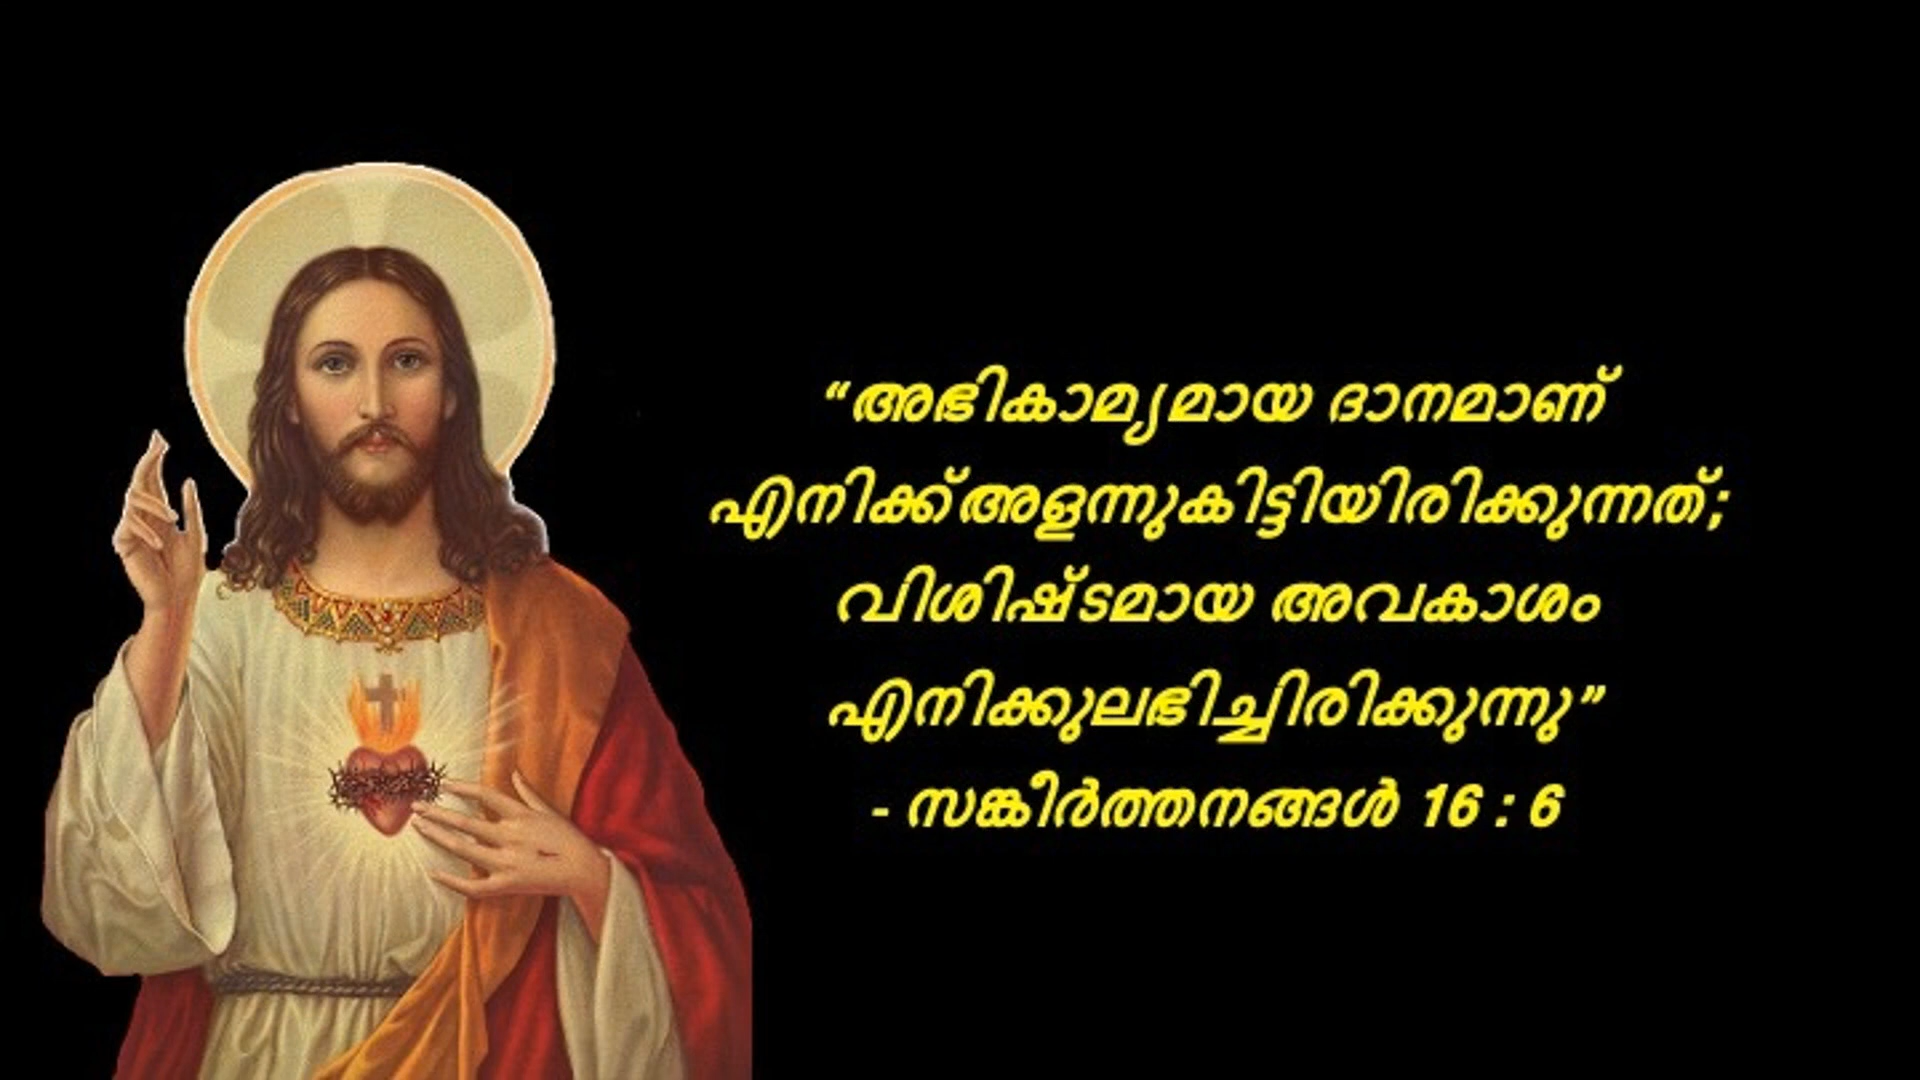 “അഭികാമ്യമായ ദാനമാണ്
എനിക്ക്അളന്നുകിട്ടിയിരിക്കുന്നത്;
വിശിഷ്ടമായ അവകാശം
എനിക്കുലഭിച്ചിരിക്കുന്നു”
- സങ്കീർത്തനങ്ങൾ 16 : 6